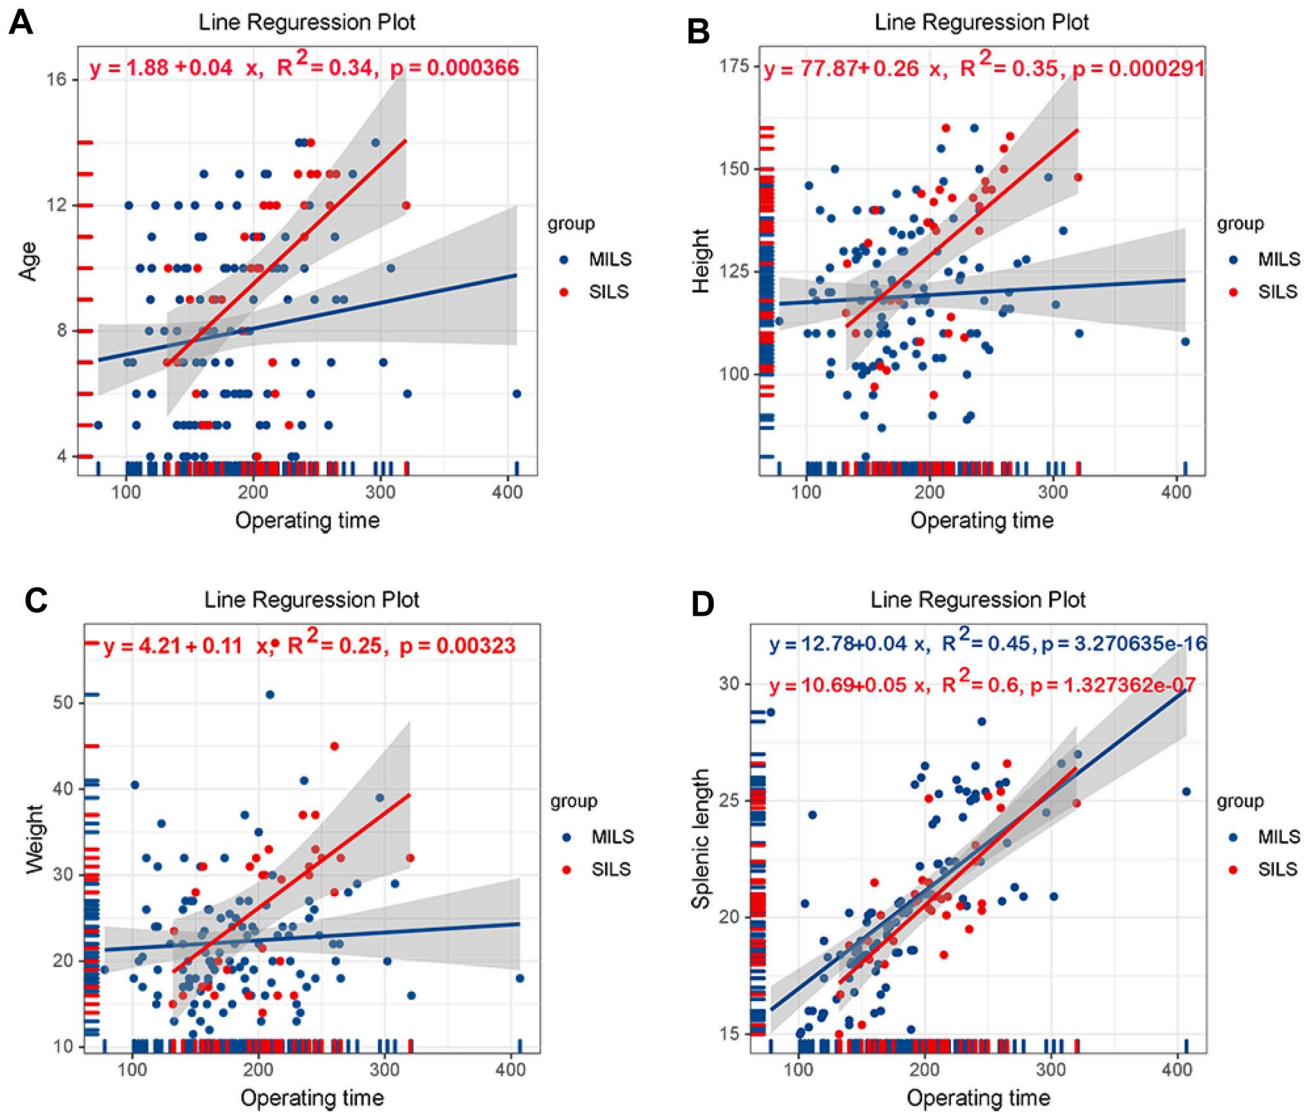 A
Line Reguression Plot
y = 1.88 + 0.04 x, R2 = 0.34, p = 0.000366
16
12
8
4
Age
100 200 300 400
Operating time
group
MILS
SILS
B
Line Reguression Plot
y = 77.87+ 0.26 x, R2 = 0.35, p = 0.000291
175
150
125
100
Height
100 200 300 400
Operating time
group
MILS
SILS
C
Line Reguression Plot
y = 4.21 + 0.11 x, R2 = 0.25, p = 0.00323
50
40
30
20
10
Weight
100 200 300 400
Operating time
group
MILS
SILS
D
Line Reguression Plot
y = 12.78+0.04 x, R2 = 0.45, p = 3.270635e-16
y = 10.69+0.05 x, R2 = 0.6, p = 1.327362e-07
30
25
20
15
Splenic length
100 200 300 400
Operating time
group
MILS
SILS